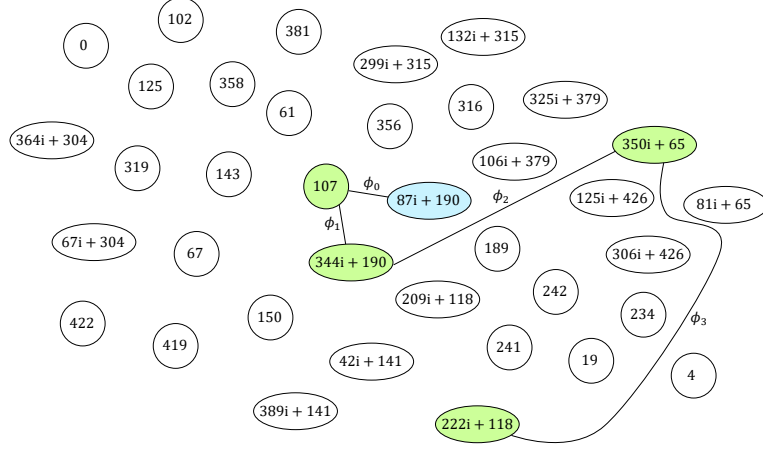 102
0
381
132i + 315
299i + 315
125
358
61
316
325i + 379
356
364i + 304
350i + 65
319
143
106i + 379
107
ϕ0
87i + 190
ϕ2
125i + 426
81i + 65
ϕ1
67i + 304
67
344i + 190
189
306i + 426
209i + 118
242
422
150
234
ϕ3
419
42i + 141
241
19
4
389i + 141
222i + 118